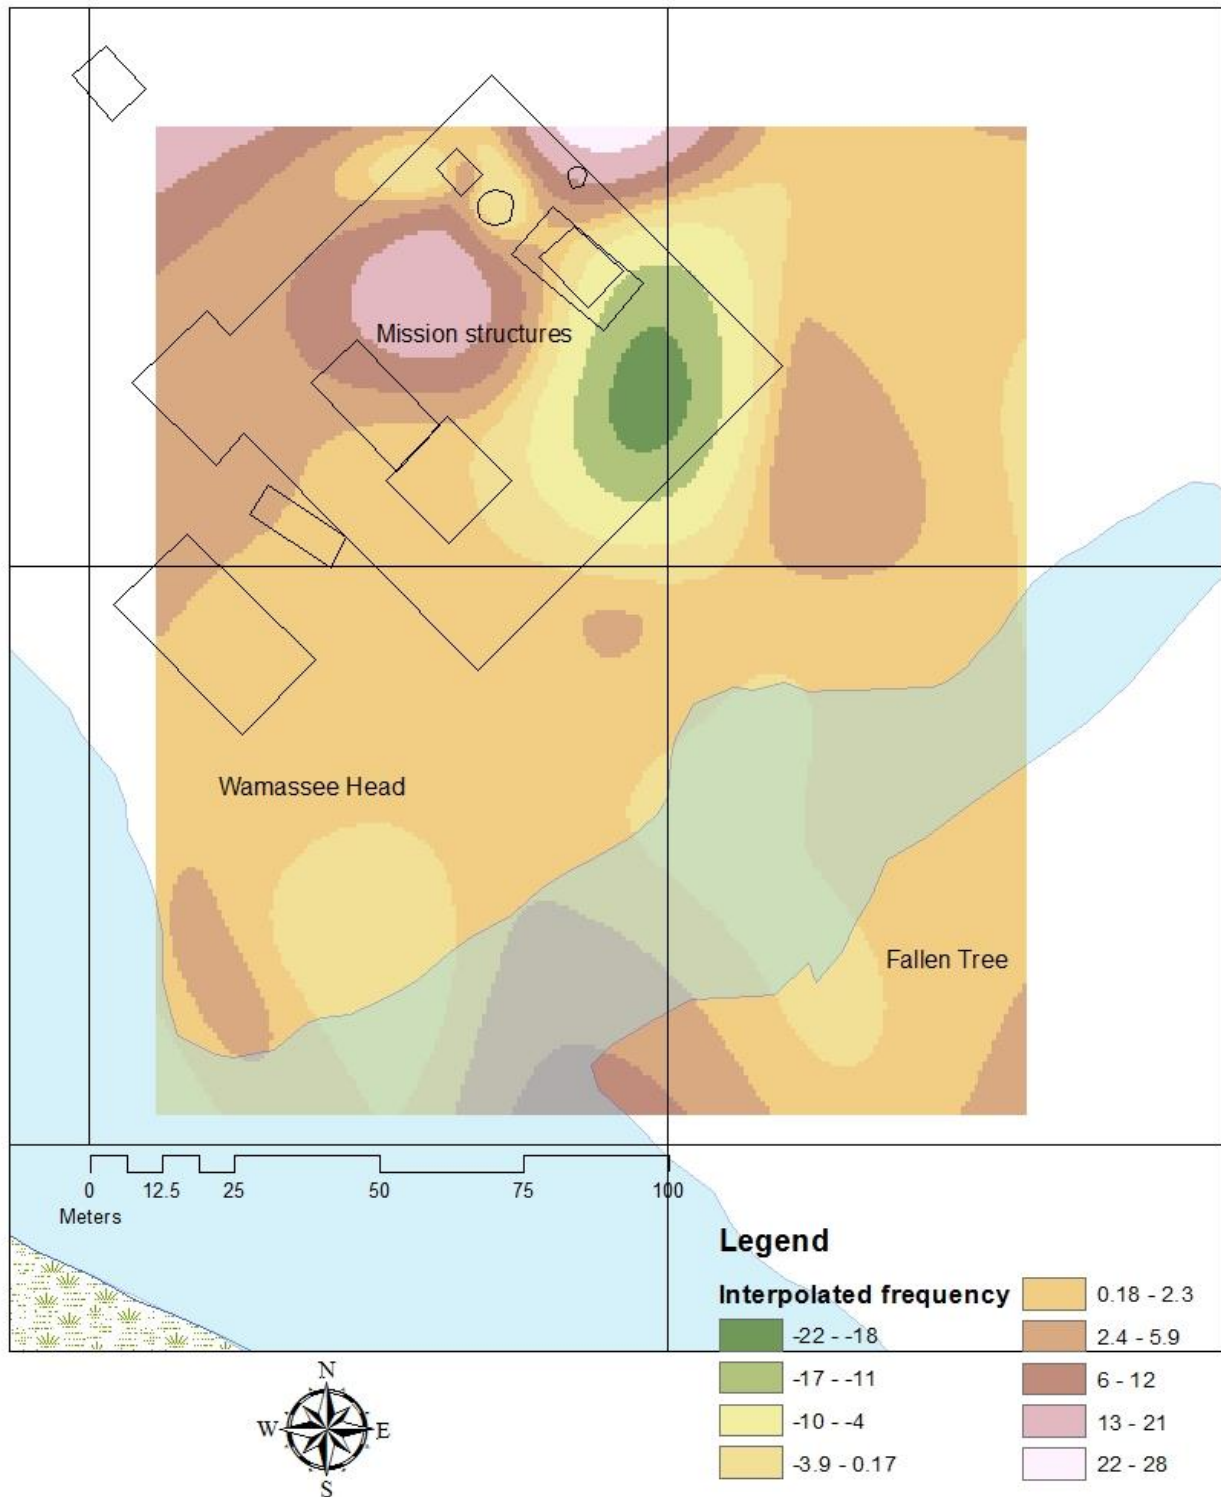 Mission structures
Wamassee Head
Fallen Tree
0 12.5 25 50 75 100
Meters
Legend
Interpolated frequency
-22 - -18
-17 - -11
-10 - -4
-3.9 - 0.17
0.18 - 2.3
2.4 - 5.9
6 - 12
13 - 21
22 - 28
N
W E
S